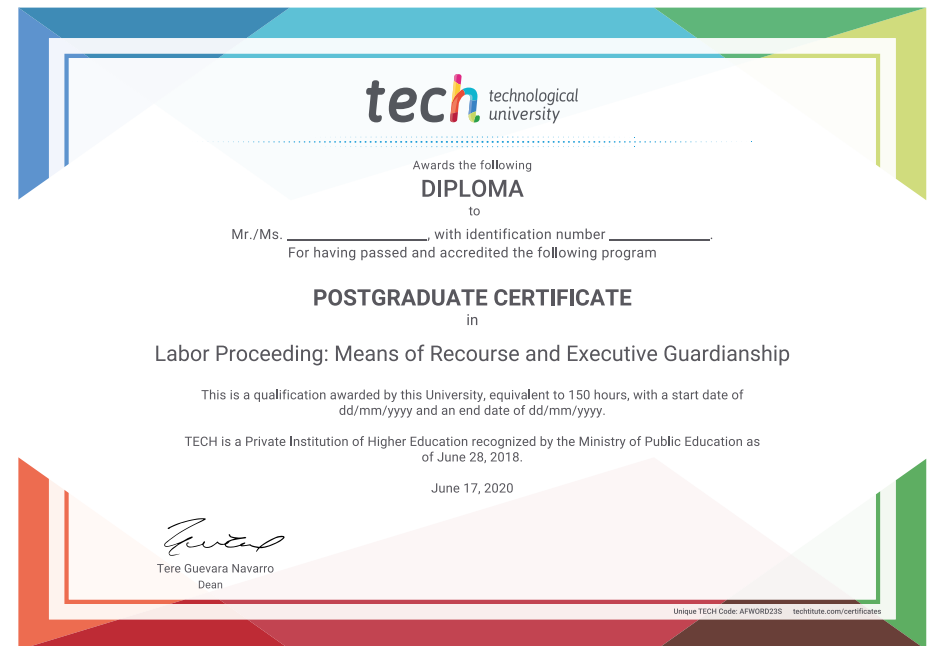 tech technological
university
Awards the following
DIPLOMA
to
Mr./Ms. ____________________, with identification number ______________.
For having passed and accredited the following program
POSTGRADUATE CERTIFICATE
in
Labor Proceeding: Means of Recourse and Executive Guardianship
This is a qualification awarded by this University, equivalent to 150 hours, with a start date of
dd/mm/yyyy and an end date of dd/mm/yyyy.
TECH is a Private Institution of Higher Education recognized by the Ministry of Public Education as
of June 28, 2018.
June 17, 2020
Tere Guevara Navarro
Dean
Unique TECH Code: AFWORD23S techtitute.com/certificates